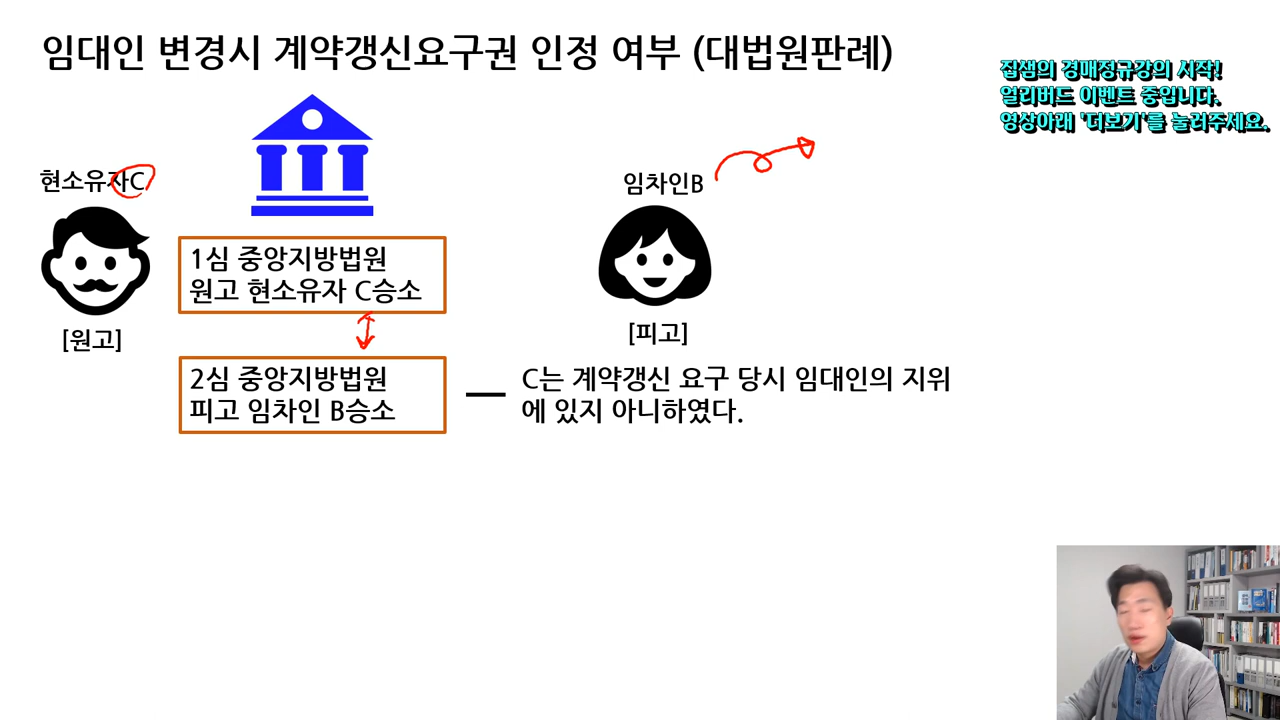 임대인 변경시 계약갱신요구권 인정 여부 (대법원판례)
집샘의 경매정규강의 시작!
얼리버드 이벤트 중입니다.
영상아래 '더보기'를 눌러주세요.
현소유자C
임차인B
1심 중앙지방법원
원고 현소유자 C승소
[원고]
[피고]
2심 중앙지방법원
피고 임차인 B승소
C는 계약갱신 요구 당시 임대인의 지위
에 있지 아니하였다.